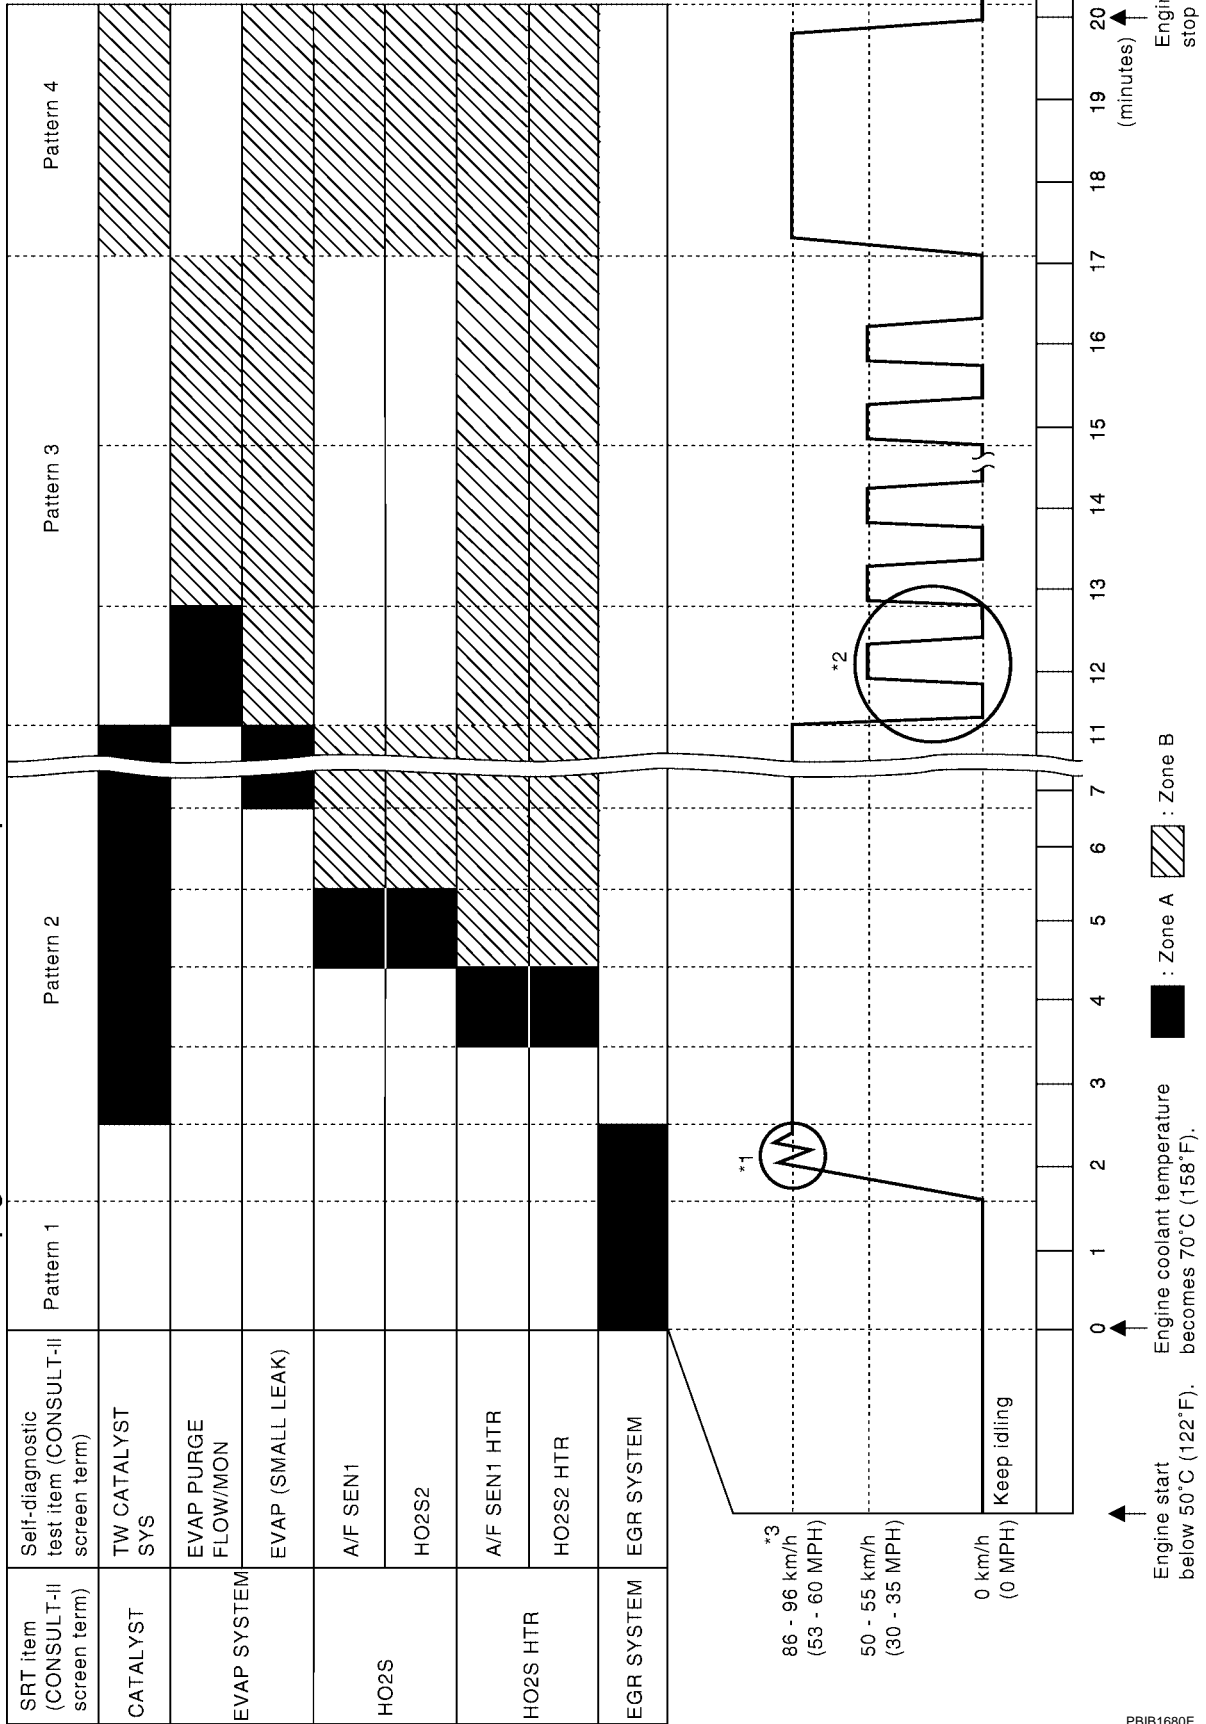 SRT item
(CONSULT-II
screen term)
Self-diagnostic
test item (CONSULT-II
screen term)
Pattern 1
Pattern 2
Pattern 3
Pattern 4
CATALYST
TW CATALYST
SYS
EVAP SYSTEM
EVAP PURGE
FLOW/MON
EVAP (SMALL LEAK)
HO2S
A/F SEN1
HO2S2
HO2S HTR
A/F SEN1 HTR
HO2S2 HTR
EGR SYSTEM
EGR SYSTEM
*3
86 - 96 km/h
(53 - 60 MPH)
50 - 55 km/h
(30 - 35 MPH)
0 km/h
(0 MPH)
Keep idling
*1
*2
0
1
2
3
4
5
6
7
11
12
13
14
15
16
17
18
19
20
(minutes)
Engine start
below 50°C (122°F).
Engine coolant temperature
becomes 70°C (158°F).
: Zone A
: Zone B
stop
PBIB1680E